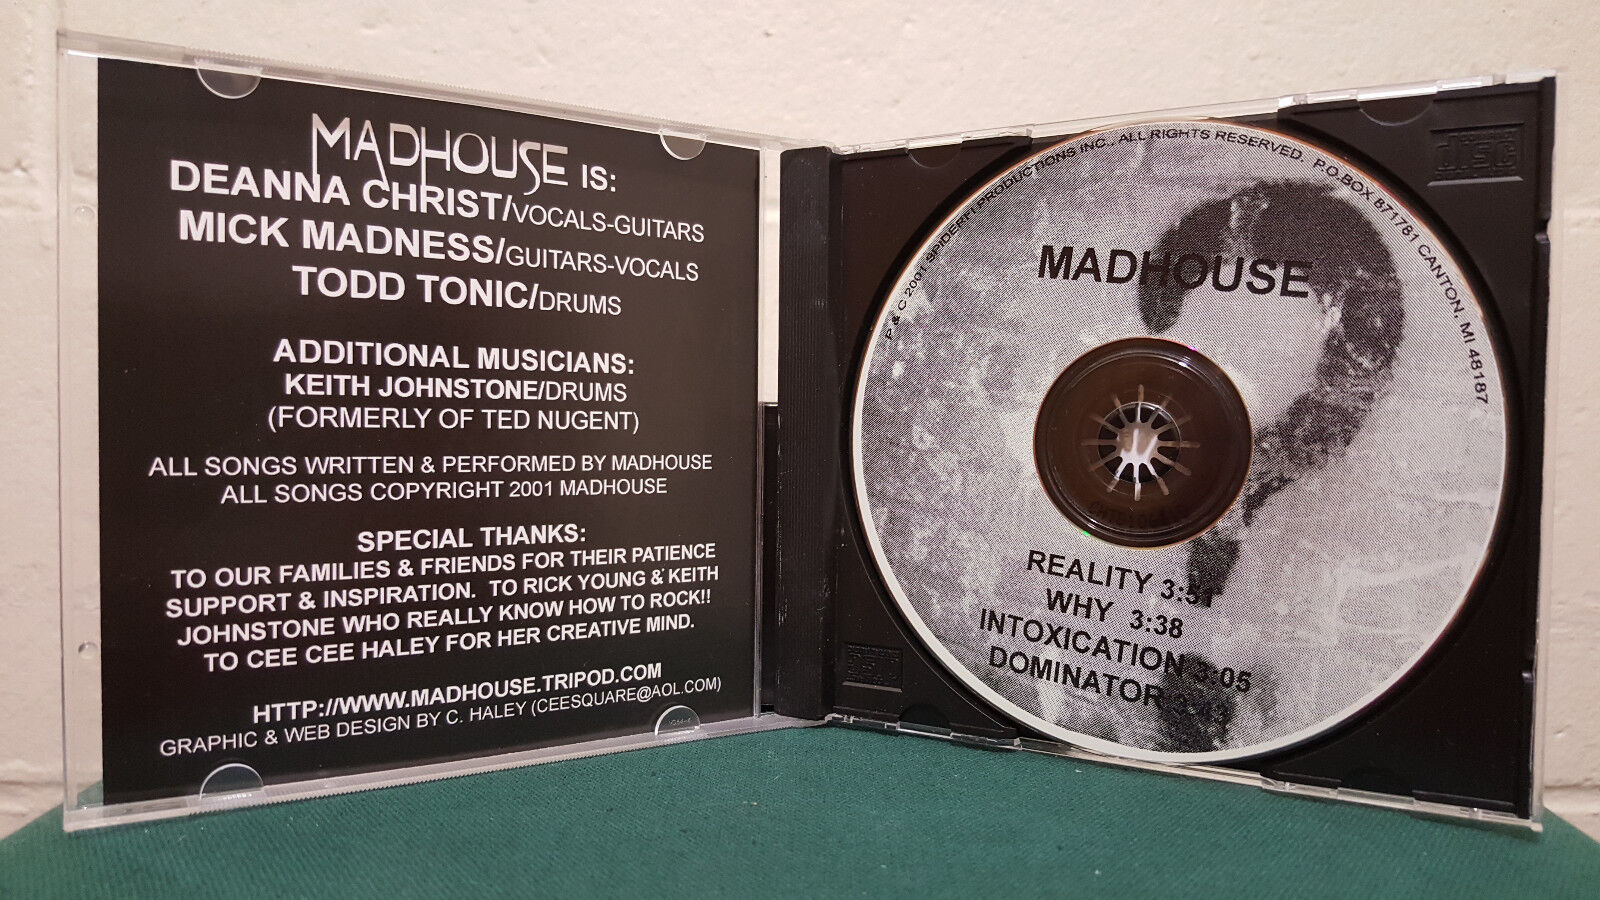 MADHOUSE IS:
DEANNA CHRIST/VOCALS-GUITARS
MICK MADNESS/GUITARS-VOCALS
TODD TONIC/DRUMS
ADDITIONAL MUSICIANS:
KEITH JOHNSTONE/DRUMS
(FORMERLY OF TED NUGENT)
ALL SONGS WRITTEN & PERFORMED BY MADHOUSE
ALL SONGS COPYRIGHT 2001 MADHOUSE
SPECIAL THANKS:
TO OUR FAMILIES & FRIENDS FOR THEIR PATIENCE
SUPPORT & INSPIRATION. TO RICK YOUNG & KEITH
JOHNSTONE WHO REALLY KNOW HOW TO ROCK!!
TO CEE CEE HALEY FOR HER CREATIVE MIND.
HTTP://WWW.MADHOUSE.TRIPOD.COM
GRAPHIC & WEB DESIGN BY C. HALEY (CEESQUARE@AOL.COM)
P & C 2001 SPIDERFI PRODUCTIONS INC., ALL RIGHTS RESERVED. P.O.BOX 871781 CANTON, MI 48187
MADHOUSE
REALITY 3:51
WHY 3:38
INTOXICATION 3:05
DOMINATOR